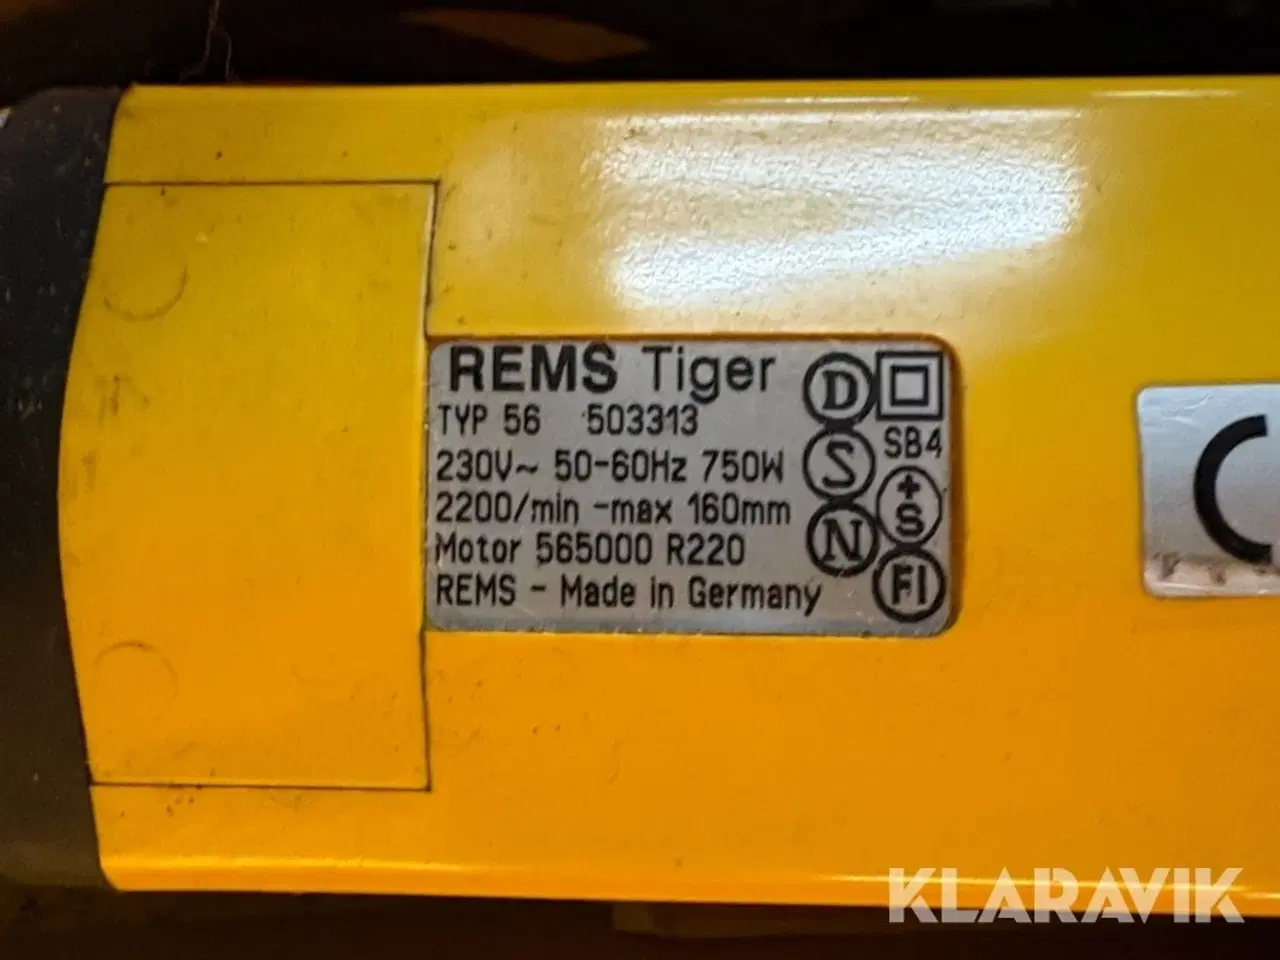 REMS Tiger
TYP 56 503313
230V~ 50-60Hz 750W
2200/min -max 160mm
Motor 565000 R220
REMS - Made in Germany
D
S
N
SB4
+S
FI
KLARAVIK